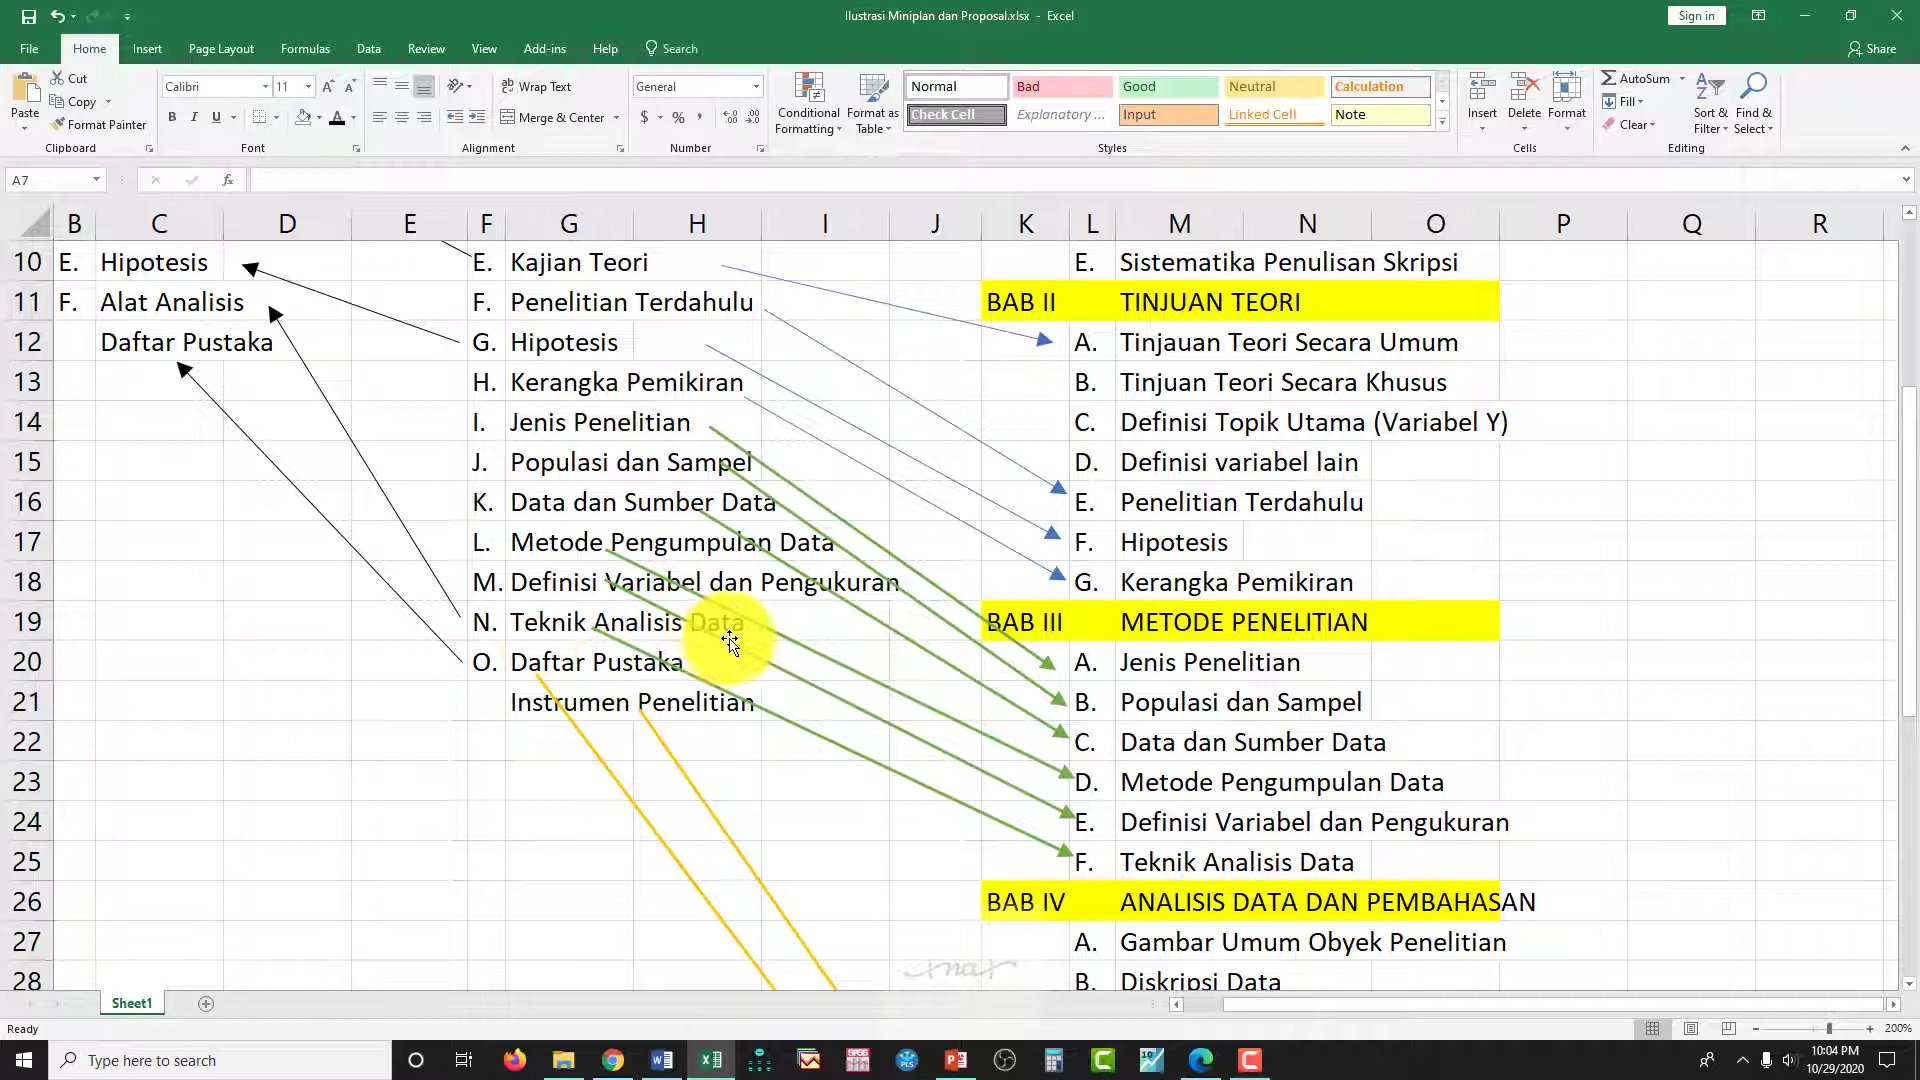 Ilustrasi Miniplan dan Proposal.xlsx - Excel
Sign in
File Home Insert Page Layout Formulas Data Review View Add-ins Help Search Share
Paste
Cut
Copy
Format Painter
Clipboard
Calibri 11
B I U
Font
Wrap Text
Merge & Center
Alignment
General
$ % ,
Number
Conditional Formatting
Format as Table
Normal Bad Good Neutral Calculation
Check Cell Explanatory ... Input Linked Cell Note
Styles
Insert Delete Format
Cells
AutoSum
Fill
Clear
Sort & Filter
Find & Select
Editing
A7 fx
B C D E F G H I J K L M N O P Q R
10 E. Hipotesis E. Kajian Teori E. Sistematika Penulisan Skripsi
11 F. Alat Analisis F. Penelitian Terdahulu BAB II TINJUAN TEORI
12 Daftar Pustaka G. Hipotesis A. Tinjauan Teori Secara Umum
13 H. Kerangka Pemikiran B. Tinjuan Teori Secara Khusus
14 I. Jenis Penelitian C. Definisi Topik Utama (Variabel Y)
15 J. Populasi dan Sampel D. Definisi variabel lain
16 K. Data dan Sumber Data E. Penelitian Terdahulu
17 L. Metode Pengumpulan Data F. Hipotesis
18 M. Definisi Variabel dan Pengukuran G. Kerangka Pemikiran
19 N. Teknik Analisis Data BAB III METODE PENELITIAN
20 O. Daftar Pustaka A. Jenis Penelitian
21 Instrumen Penelitian B. Populasi dan Sampel
22 C. Data dan Sumber Data
23 D. Metode Pengumpulan Data
24 E. Definisi Variabel dan Pengukuran
25 F. Teknik Analisis Data
26 BAB IV ANALISIS DATA DAN PEMBAHASAN
27 A. Gambar Umum Obyek Penelitian
28 B. Diskripsi Data
Sheet1
Ready
200%
Type here to search
10:04 PM
10/29/2020